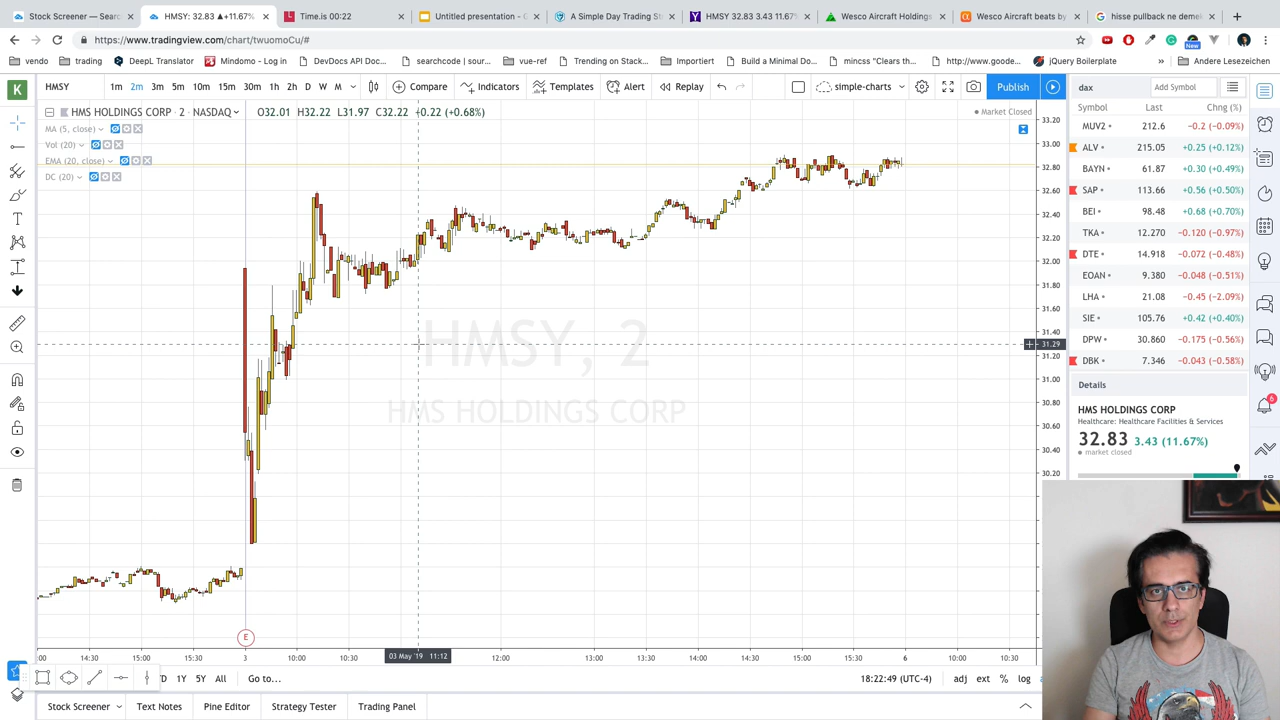 Stock Screener — Sear
HMSY: 32.83 ▲+11.67%
Time.is 00:22
Untitled presentation - G
A Simple Day Trading St
HMSY 32.83 3.43 11.67%
Wesco Aircraft Holdings
Wesco Aircraft beats by
hisse pullback ne demek
https://www.tradingview.com/chart/twuomoCu/#
New
vendo
trading
DeepL Translator
Mindomo - Log in
DevDocs API Doc...
searchcode | sour...
vue-ref
Trending on Stack...
Importiert
Build a Minimal Do...
mincss "Clears th...
http://www.goode...
jQuery Boilerplate
»
Andere Lesezeichen
K
HMSY
1m 2m 3m 5m 10m 15m 30m 1h 2h D W M
Compare
Indicators
Templates
Alert
Replay
simple-charts
Publish
dax
Add Symbol
HMS HOLDINGS CORP · 2 · NASDAQ
O32.01 H32.25 L31.97 C32.22 +0.22 (+0.68%)
Market Closed
MA (5, close)
Vol (20)
EMA (20, close)
DC (20)
HMSY, 2
HMS HOLDINGS CORP
33.20
33.00
32.80
32.60
32.40
32.20
32.00
31.80
31.60
31.40
31.29
31.20
31.00
30.80
30.60
30.40
30.20
E
:00 14:30 15:00 15:30 3 10:00 10:30 03 May '19 11:12 12:00 13:00 13:30 14:00 14:30 15:00 15:30 6 10:00 10:30
D 1Y 5Y All
Go to...
18:22:49 (UTC-4)
adj ext % log
Stock Screener
Text Notes
Pine Editor
Strategy Tester
Trading Panel
Symbol Last Chng (%)
MUV2 212.6 -0.2 (-0.09%)
ALV 215.05 +0.25 (+0.12%)
BAYN 61.87 +0.30 (+0.49%)
SAP 113.66 +0.56 (+0.50%)
BEI 98.48 +0.68 (+0.70%)
TKA 12.270 -0.120 (-0.97%)
DTE 14.918 -0.072 (-0.48%)
EOAN 9.380 -0.048 (-0.51%)
LHA 21.08 -0.45 (-2.09%)
SIE 105.76 +0.42 (+0.40%)
DPW 30.860 -0.175 (-0.56%)
DBK 7.346 -0.043 (-0.58%)
6
Details
HMS HOLDINGS CORP
Healthcare: Healthcare Facilities & Services
32.83 3.43 (11.67%)
market closed